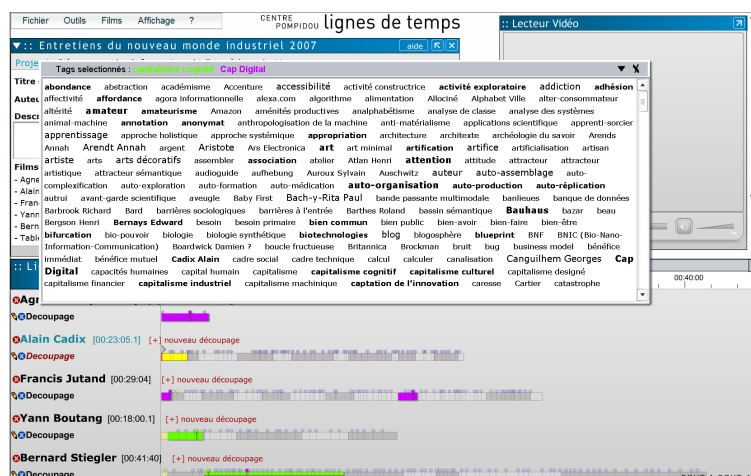 Fichier Outils Films Affichage ?
CENTRE POMPIDOU lignes de temps
:: Lecteur Vidéo
:: Entretiens du nouveau monde industriel 2007 aide
Proje
Tags selectionnés : capitalisme cognitif Cap Digital
Titre
Auteu
Descri
Films
- Agne
- Alain
- Fran
- Yann
- Bern
- Tabl
abondance abstraction académisme Accenture accessibilité activité constructrice activité exploratoire addiction adhésion
affectivité affordance agora informationnelle alexa.com algorithme alimentation Allociné Alphabet Ville alter-consommateur
altérité amateur amateurisme Amazon aménités productives analphabétisme analyse de classe analyse des systèmes
animal-machine annotation anonymat anthropologisation de la machine anti-matérialisme applications scientifique apprenti-sorcier
apprentissage approche holistique approche systémique appropriation architecture architexte archéologie du savoir Arends
Annah Arendt Annah argent Aristote Ars Electronica art art minimal artification artifice artificialisation artisan
artiste arts arts décoratifs assembler association atelier Atlan Henri attention attitude attracteur attracteur
artistique attracteur sémantique audioguide aufhebung Auroux Sylvain Auschwitz auteur auto-assemblage auto-
complexification auto-exploration auto-formation auto-médication auto-organisation auto-production auto-réplication
autrui avant-garde scientifique aveugle Baby First Bach-y-Rita Paul bande passante multimodale banlieues banque de données
Barbrook Richard Bard barrières sociologiques barrières à l'entrée Barthes Roland bassin sémantique Bauhaus bazar beau
Bergson Henri Bernays Edward besoin besoin primaire bien commun bien public bien-avoir bien-faire bien-être
bifurcation bio-pouvoir biologie biologie synthétique biotechnologies blog blogosphère blueprint BNF BNIC (Bio-Nano-
Information-Communication) Boardwick Damien ? boucle fructueuse Britannica Brockman bruit bug business model bénéfice
immédiat bénéfice mutuel Cadix Alain cadre social cadre technique calcul calculer canalisation Canguilhem Georges Cap
Digital capacités humaines capital humain capitalisme capitalisme cognitif capitalisme culturel capitalisme designé
capitalisme financier capitalisme industriel capitalisme machinique captation de l'innovation caresse Cartier catastrophe
:: Li
00:40:00
Agn
Decoupage
Alain Cadix [00:23:05.1] [+] nouveau découpage
Decoupage
Francis Jutand [00:29:04] [+] nouveau découpage
Decoupage
Yann Boutang [00:18:00.1] [+] nouveau découpage
Decoupage
Bernard Stiegler [00:41:40] [+] nouveau découpage
Decoupage